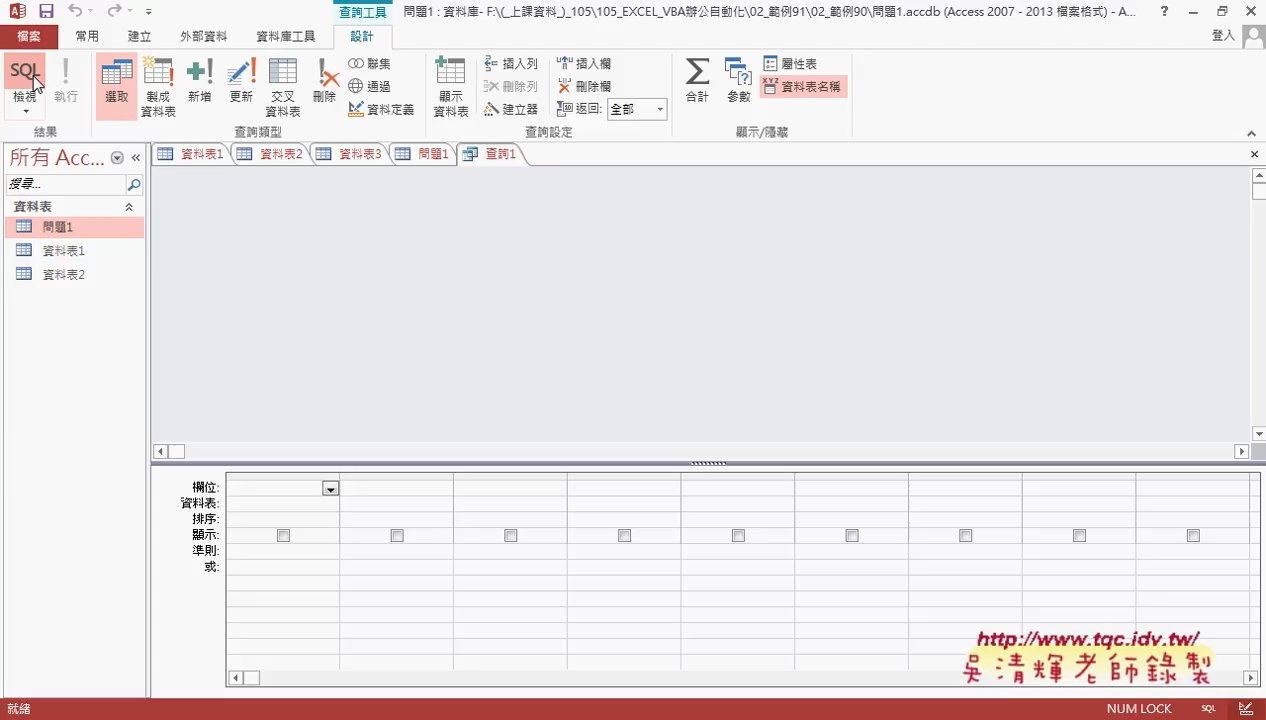 查詢工具
問題1 : 資料庫- F:\(_上課資料_)_105\105_EXCEL_VBA辦公自動化\02_範例91\02_範例90\問題1.accdb (Access 2007 - 2013 檔案格式) - A...
檔案 常用 建立 外部資料 資料庫工具 設計 登入
SQL 檢視 執行 選取 製成資料表 新增 更新 交叉資料表 刪除 聯集 通過 資料定義 顯示資料表 插入列 刪除列 建立器 插入欄 刪除欄 返回: 全部 合計 參數 屬性表 資料表名稱
結果 查詢類型 查詢設定 顯示/隱藏
所有 Acc...
資料表1 資料表2 資料表3 問題1 查詢1
搜尋...
資料表
問題1
資料表1
資料表2
欄位:
資料表:
排序:
顯示:
準則:
或:
http://www.tqc.idv.tw/
吳清輝老師錄製
就緒 NUM LOCK SQL